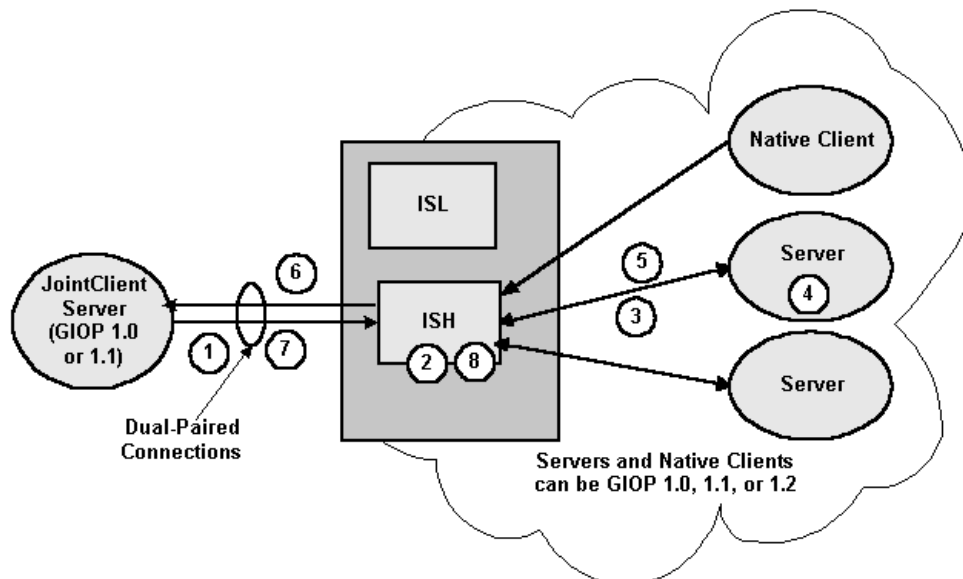 Native Client
ISL
Server
4
5
3
6
JointClient
Server
(GIOP 1.0
or 1.1)
1
7
ISH
2
8
Server
Dual-Paired
Connections
Servers and Native Clients
can be GIOP 1.0, 1.1, or 1.2